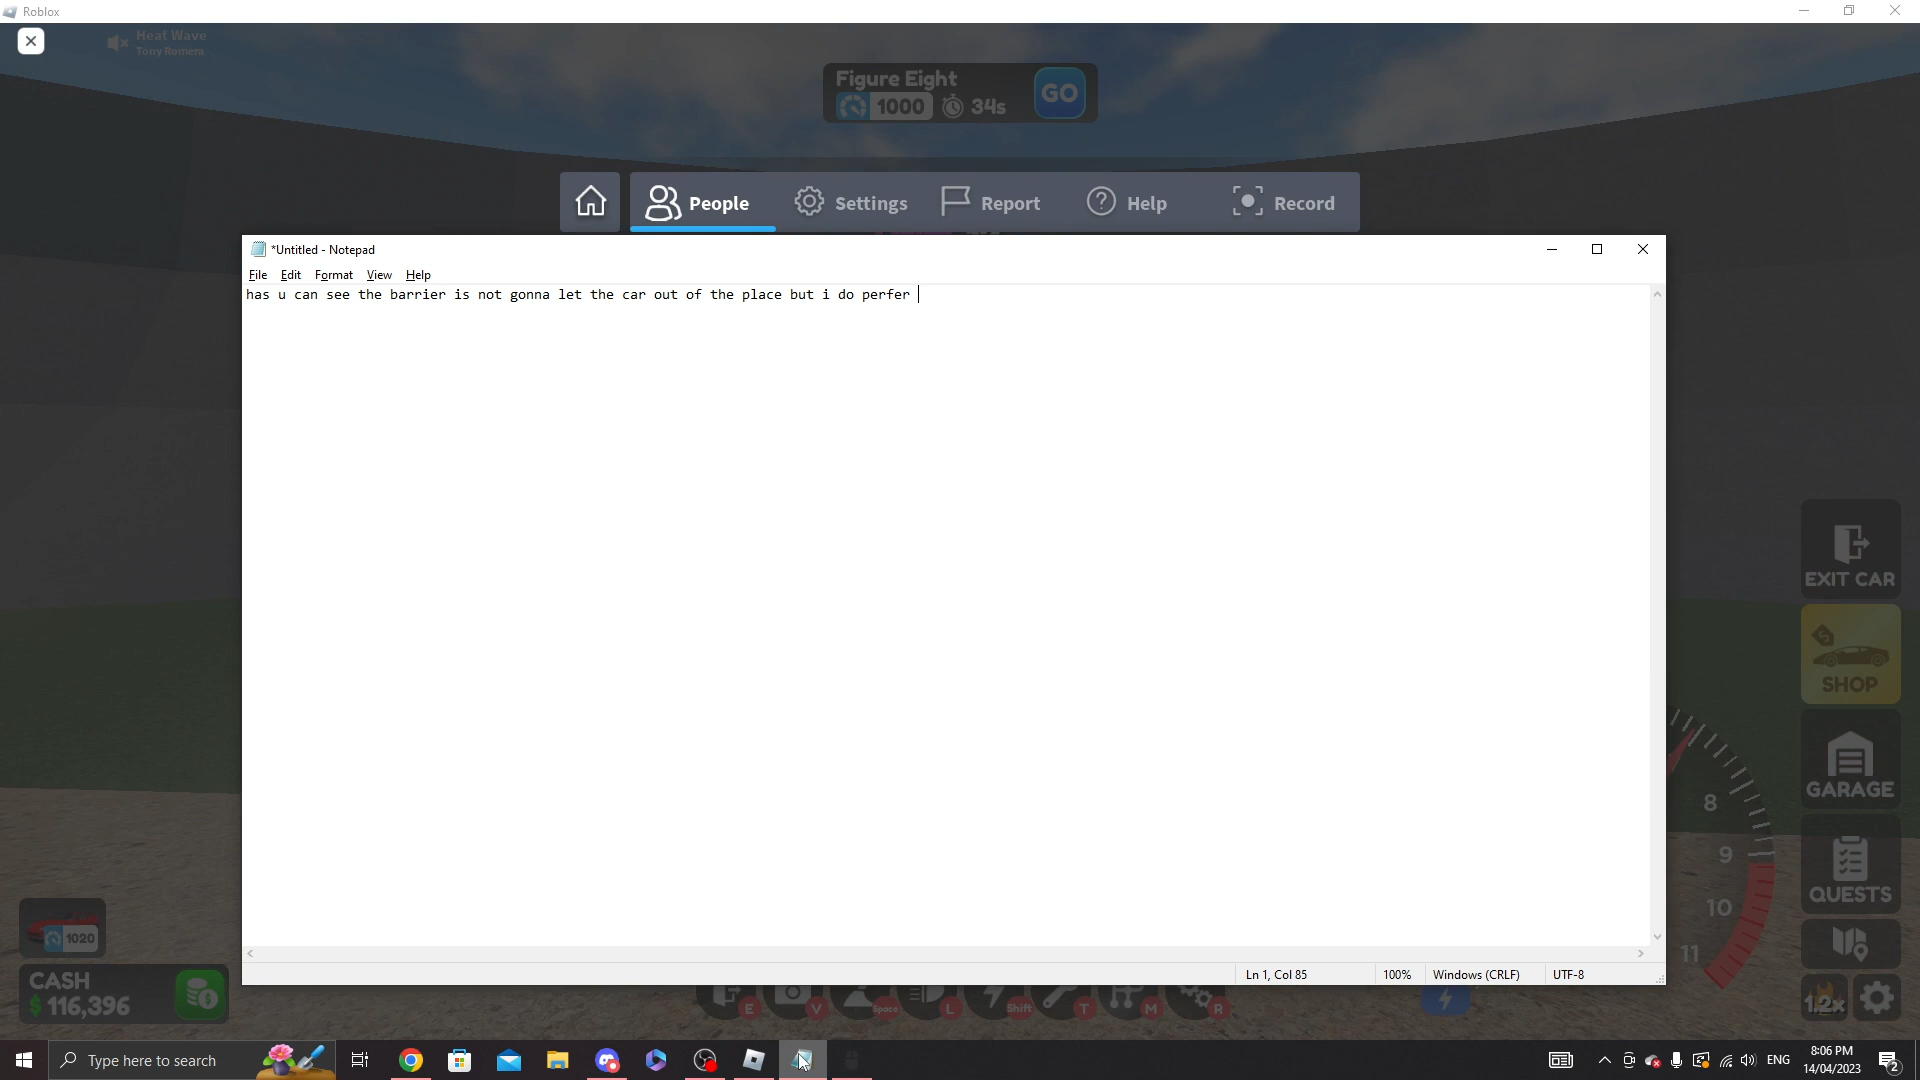 Roblox
Heat Wave
Tony Romera
Figure Eight
1000 34s
GO
People Settings Report Help Record
*Untitled - Notepad
File Edit Format View Help
has u can see the barrier is not gonna let the car out of the place but i do perfer
EXIT CAR
SHOP
GARAGE
8
9
QUESTS
10
11
1020
CASH
$ 116,396
E V Space L Shift T M R
1.2x
Ln 1, Col 85 100% Windows (CRLF) UTF-8
Type here to search
ENG
8:06 PM
14/04/2023
2